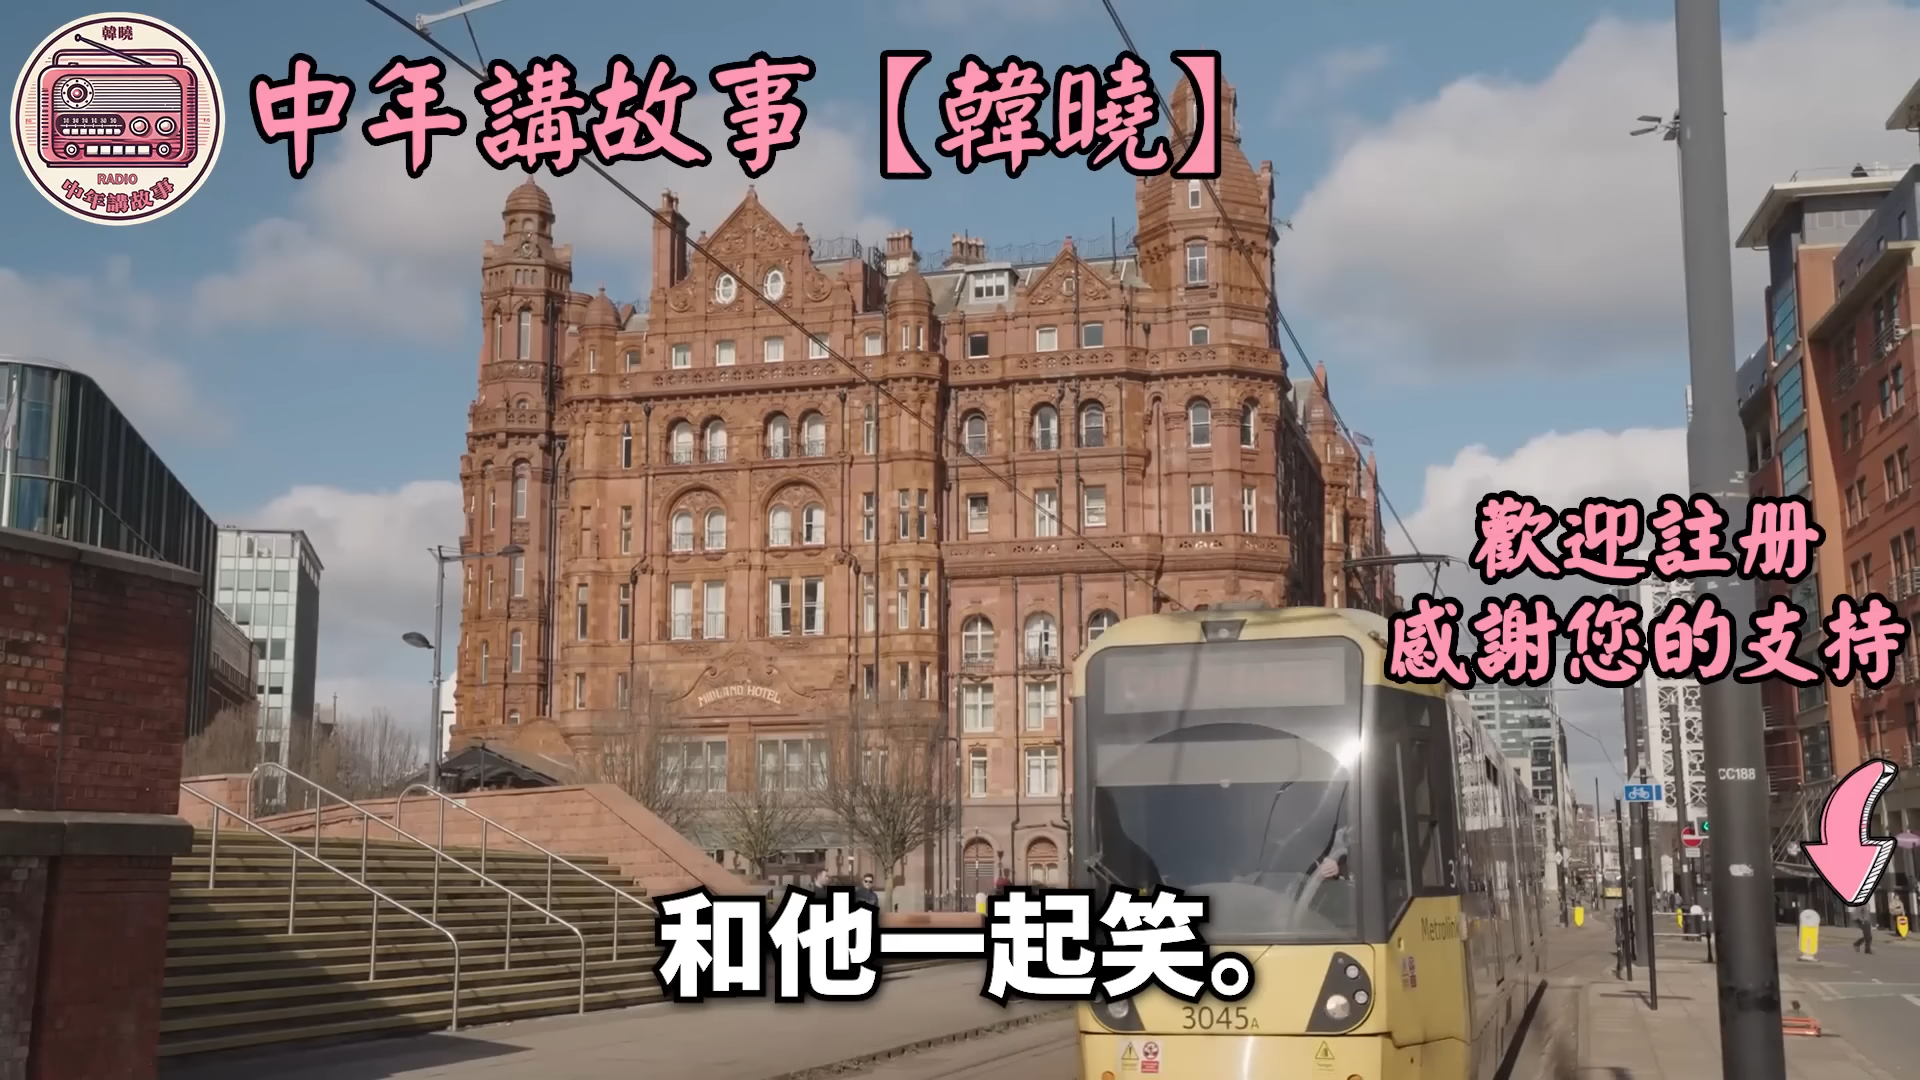 韓曉
RADIO
中年講故事
中年講故事【韓曉】
歡迎註册
感謝您的支持
MIDLAND HOTEL
CC188
Metrolink
和他一起笑。
3045A